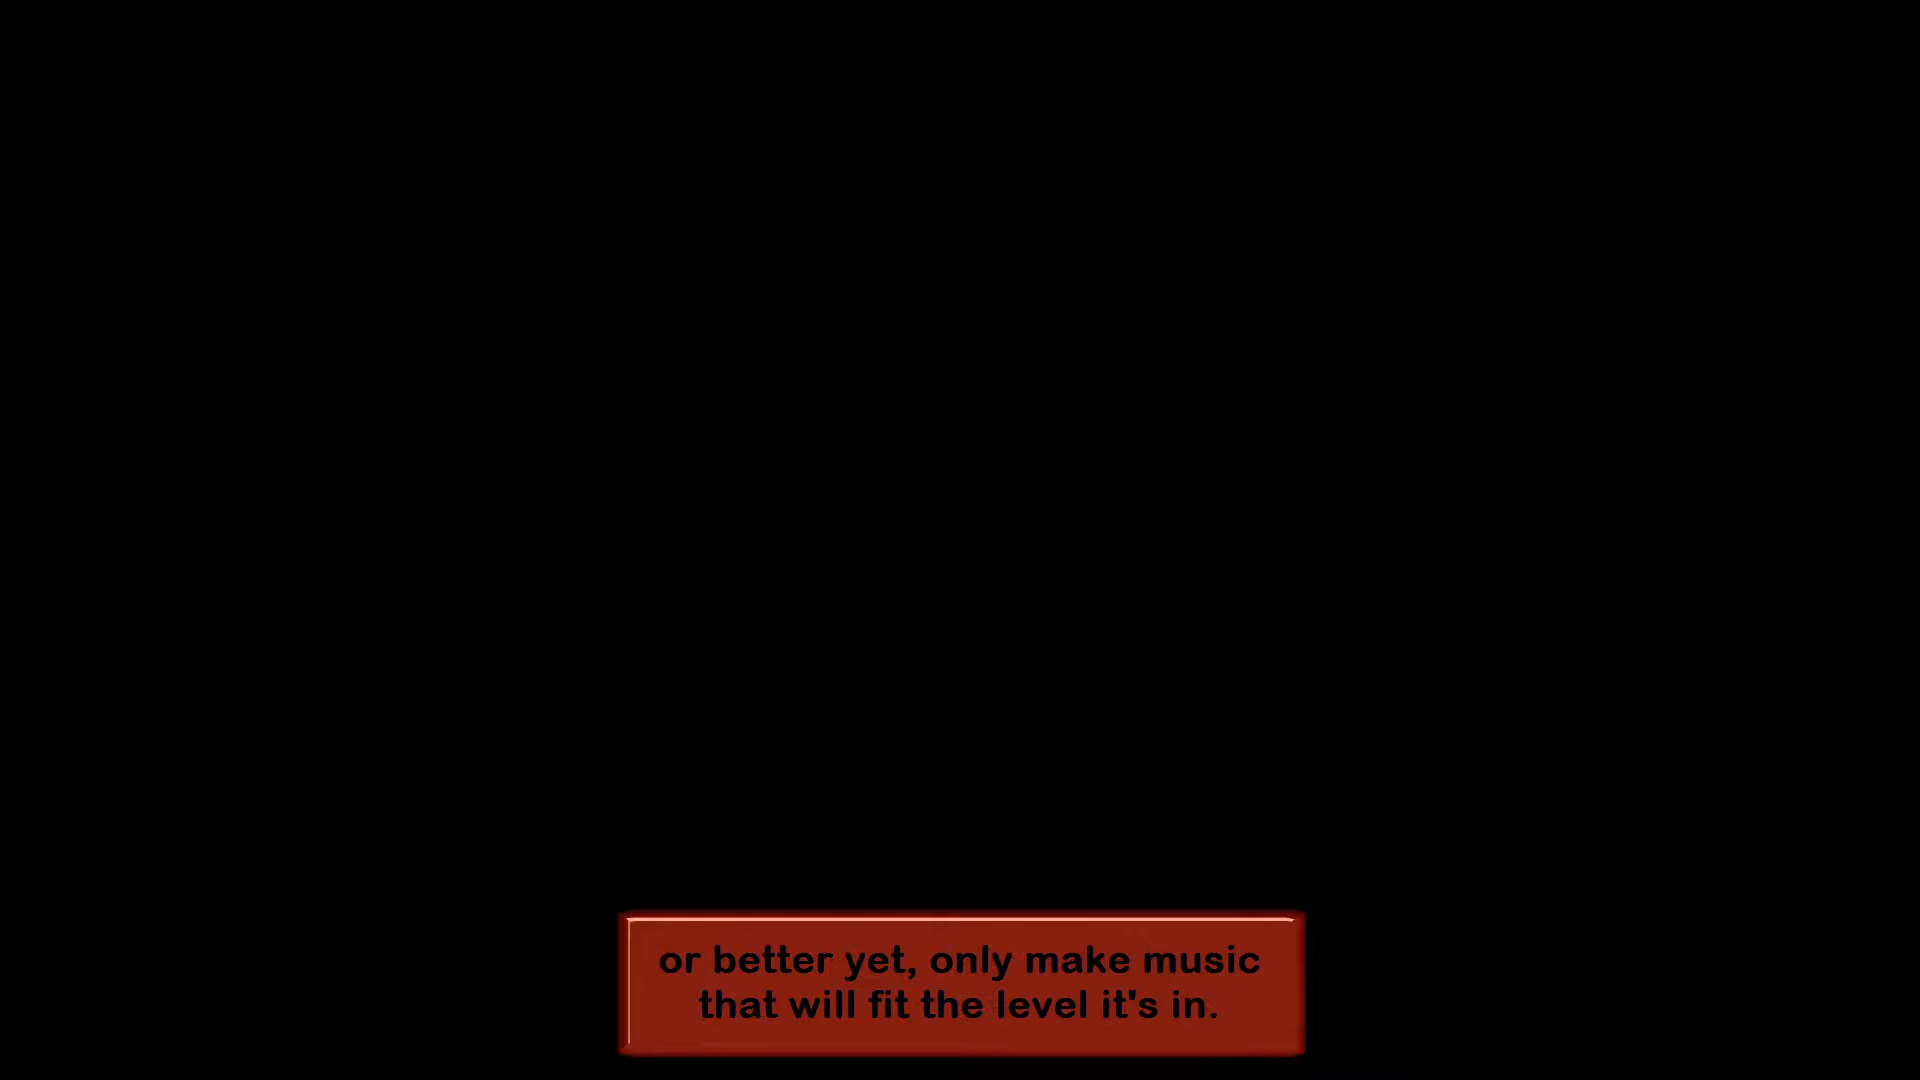 or better yet, only make music
that will fit the level it's in.